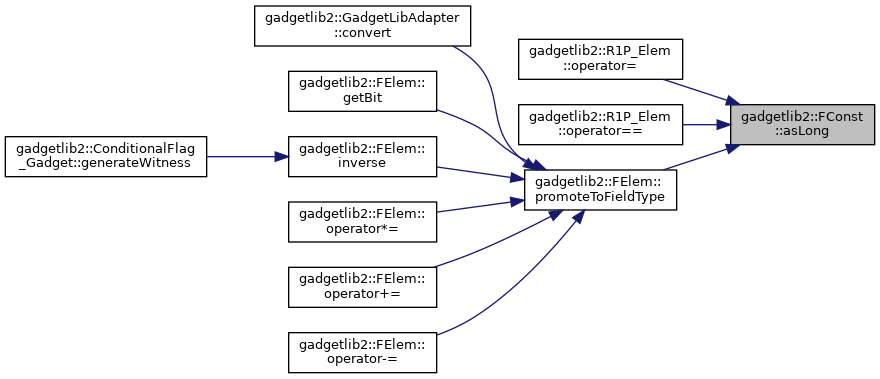 gadgetlib2::GadgetLibAdapter
::convert
gadgetlib2::R1P_Elem
::operator=
gadgetlib2::FElem::
getBit
gadgetlib2::R1P_Elem
::operator==
gadgetlib2::FConst
::asLong
gadgetlib2::ConditionalFlag
_Gadget::generateWitness
gadgetlib2::FElem::
inverse
gadgetlib2::FElem::
promoteToFieldType
gadgetlib2::FElem::
operator*=
gadgetlib2::FElem::
operator+=
gadgetlib2::FElem::
operator-=